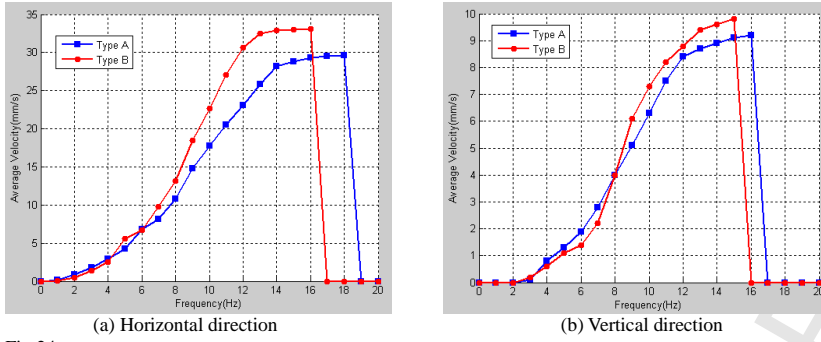 35
30
25
20
15
10
5
0
Average Velocity(mm/s)
Type A
Type B
0 2 4 6 8 10 12 14 16 18 20
Frequency(Hz)
(a) Horizontal direction
10
9
8
7
6
5
4
3
2
1
0
Average Velocity(mm/s)
Type A
Type B
0 2 4 6 8 10 12 14 16 18 20
Frequency(Hz)
(b) Vertical direction